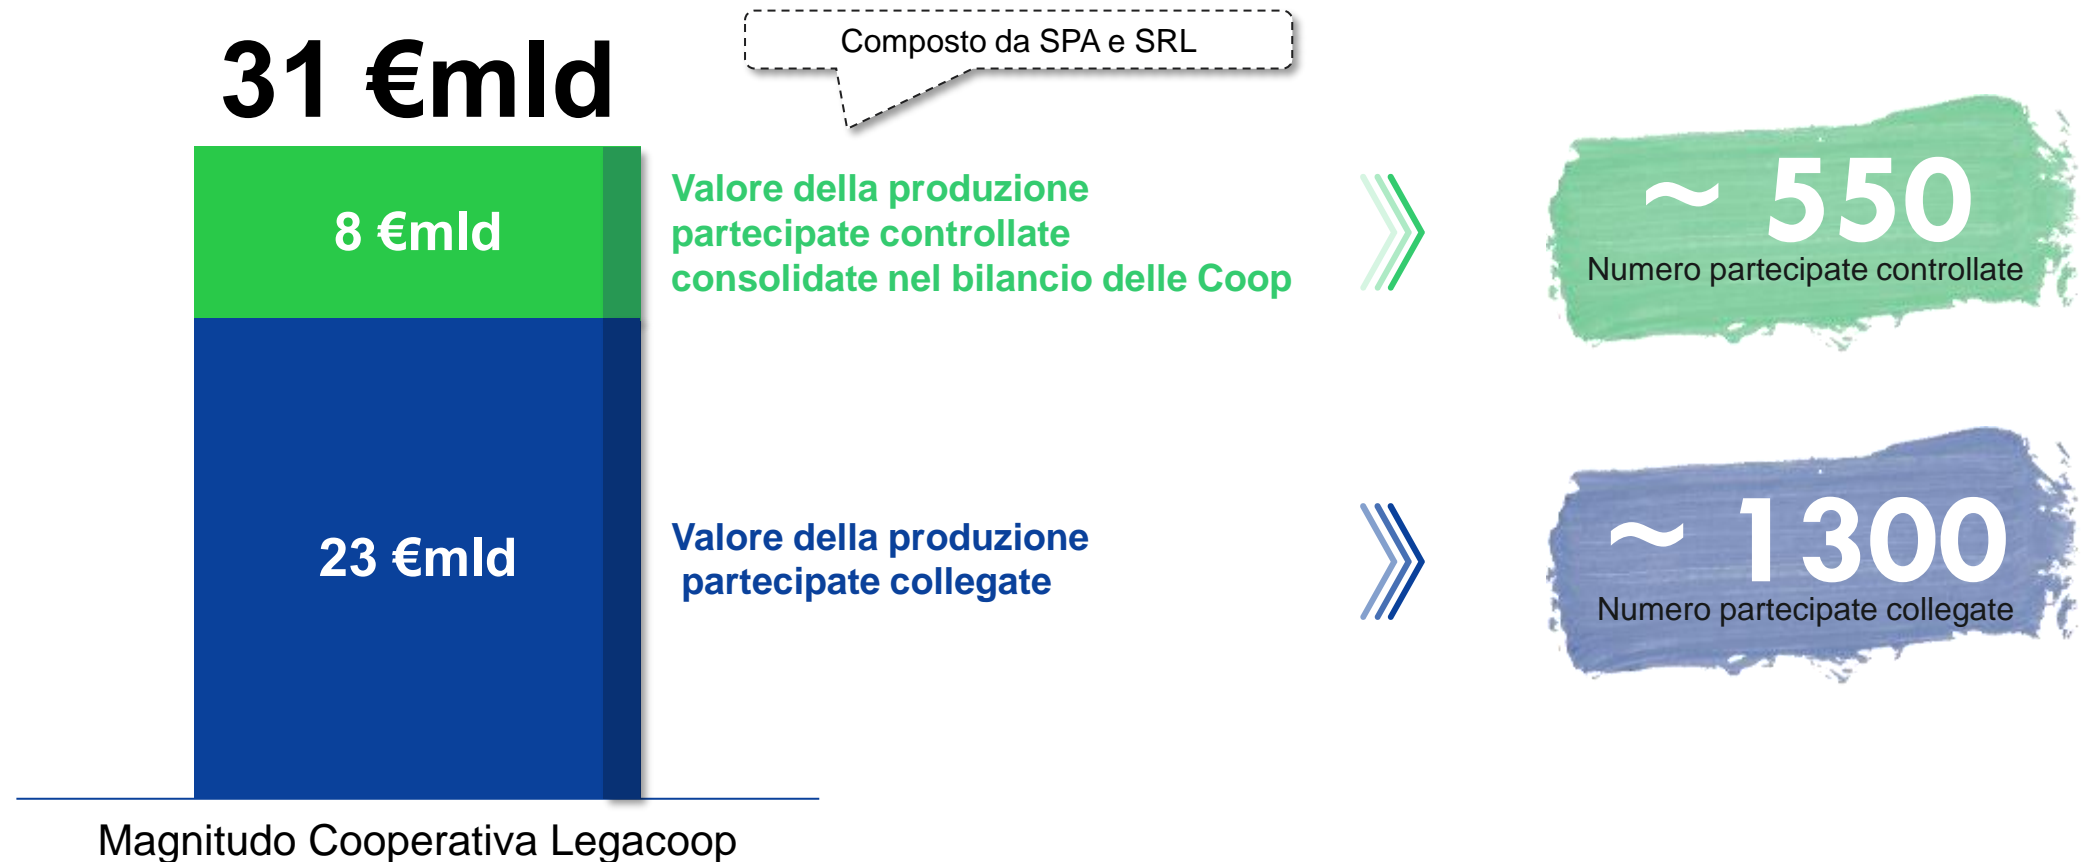 31 €mld
Composto da SPA e SRL
8 €mld
Valore della produzione
partecipate controllate
consolidate nel bilancio delle Coop
~ 550
Numero partecipate controllate
23 €mld
Valore della produzione
partecipate collegate
~ 1300
Numero partecipate collegate
Magnitudo Cooperativa Legacoop